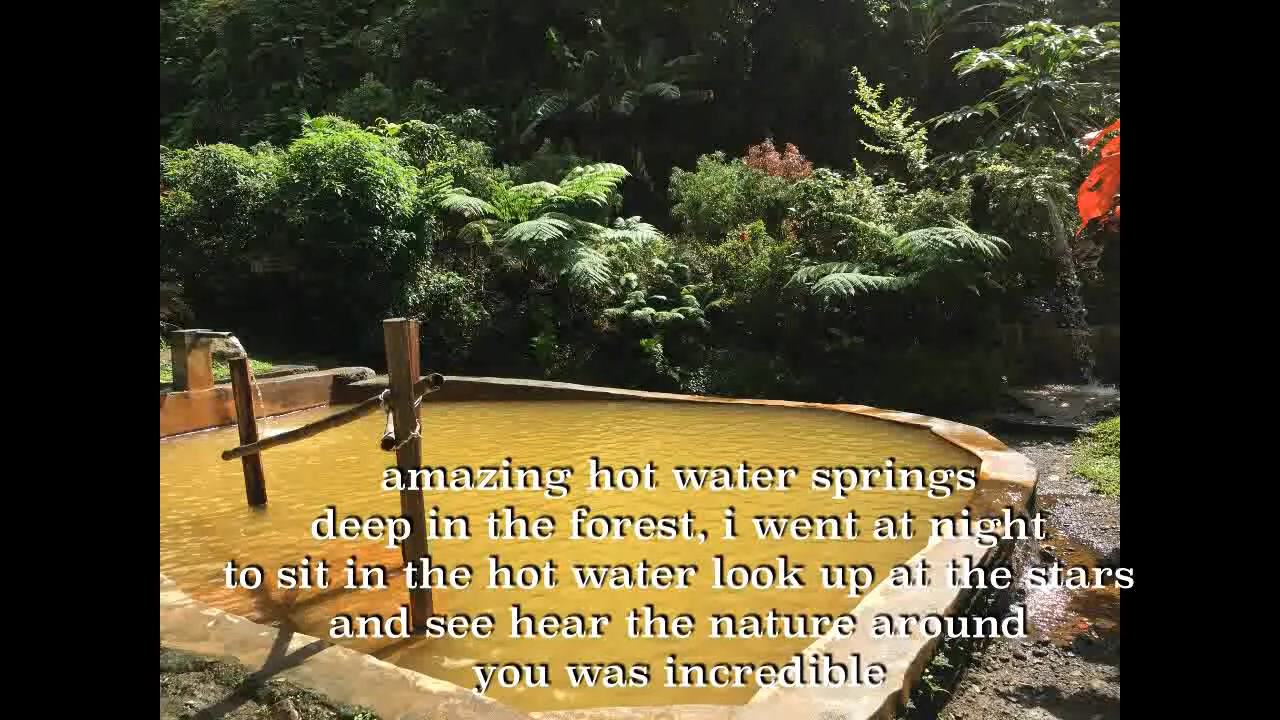 amazing hot water springs
deep in the forest, i went at night
to sit in the hot water look up at the stars
and see hear the nature around
you was incredible